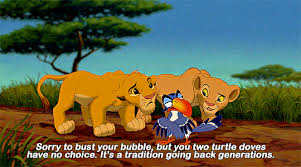 Sorry to bust your bubble, but you two turtle doves
have no choice. It's a tradition going back generations.